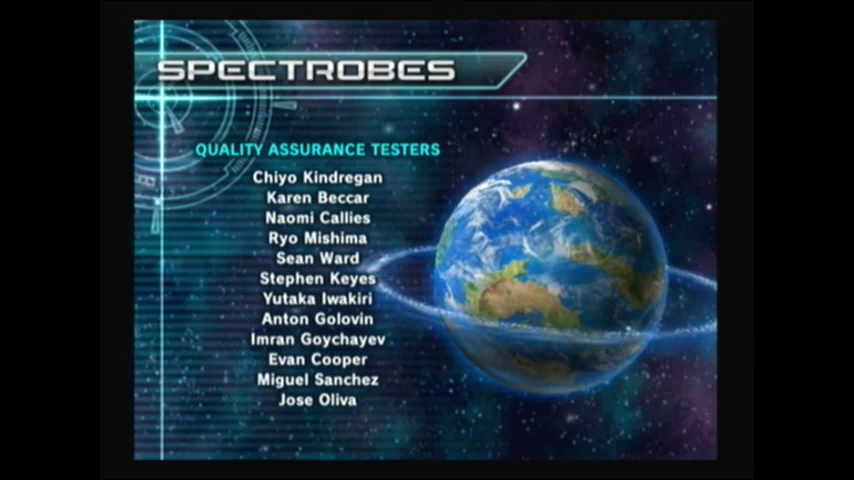 SPECTROBES
QUALITY ASSURANCE TESTERS
Chiyo Kindregan
Karen Beccar
Naomi Callies
Ryo Mishima
Sean Ward
Stephen Keyes
Yutaka Iwakiri
Anton Golovin
Imran Goychayev
Evan Cooper
Miguel Sanchez
Jose Oliva